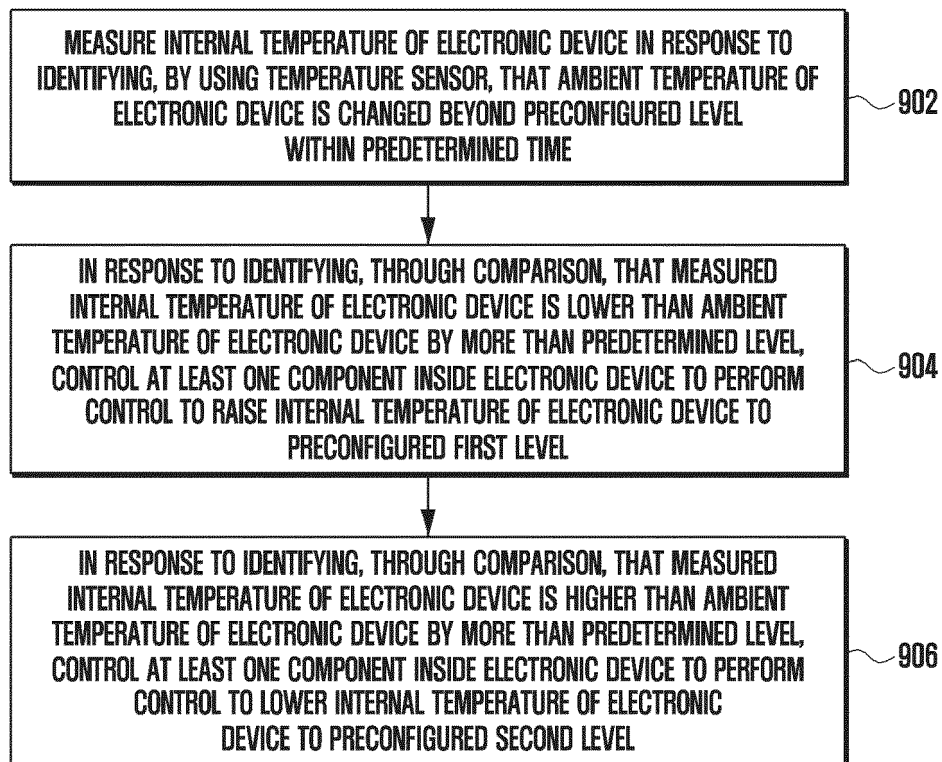 MEASURE INTERNAL TEMPERATURE OF ELECTRONIC DEVICE IN RESPONSE TO
IDENTIFYING, BY USING TEMPERATURE SENSOR, THAT AMBIENT TEMPERATURE OF
ELECTRONIC DEVICE IS CHANGED BEYOND PRECONFIGURED LEVEL
WITHIN PREDETERMINED TIME
902
IN RESPONSE TO IDENTIFYING, THROUGH COMPARISON, THAT MEASURED
INTERNAL TEMPERATURE OF ELECTRONIC DEVICE IS LOWER THAN AMBIENT
TEMPERATURE OF ELECTRONIC DEVICE BY MORE THAN PREDETERMINED LEVEL,
CONTROL AT LEAST ONE COMPONENT INSIDE ELECTRONIC DEVICE TO PERFORM
CONTROL TO RAISE INTERNAL TEMPERATURE OF ELECTRONIC DEVICE TO
PRECONFIGURED FIRST LEVEL
904
IN RESPONSE TO IDENTIFYING, THROUGH COMPARISON, THAT MEASURED
INTERNAL TEMPERATURE OF ELECTRONIC DEVICE IS HIGHER THAN AMBIENT
TEMPERATURE OF ELECTRONIC DEVICE BY MORE THAN PREDETERMINED LEVEL,
CONTROL AT LEAST ONE COMPONENT INSIDE ELECTRONIC DEVICE TO PERFORM
CONTROL TO LOWER INTERNAL TEMPERATURE OF ELECTRONIC
DEVICE TO PRECONFIGURED SECOND LEVEL
906